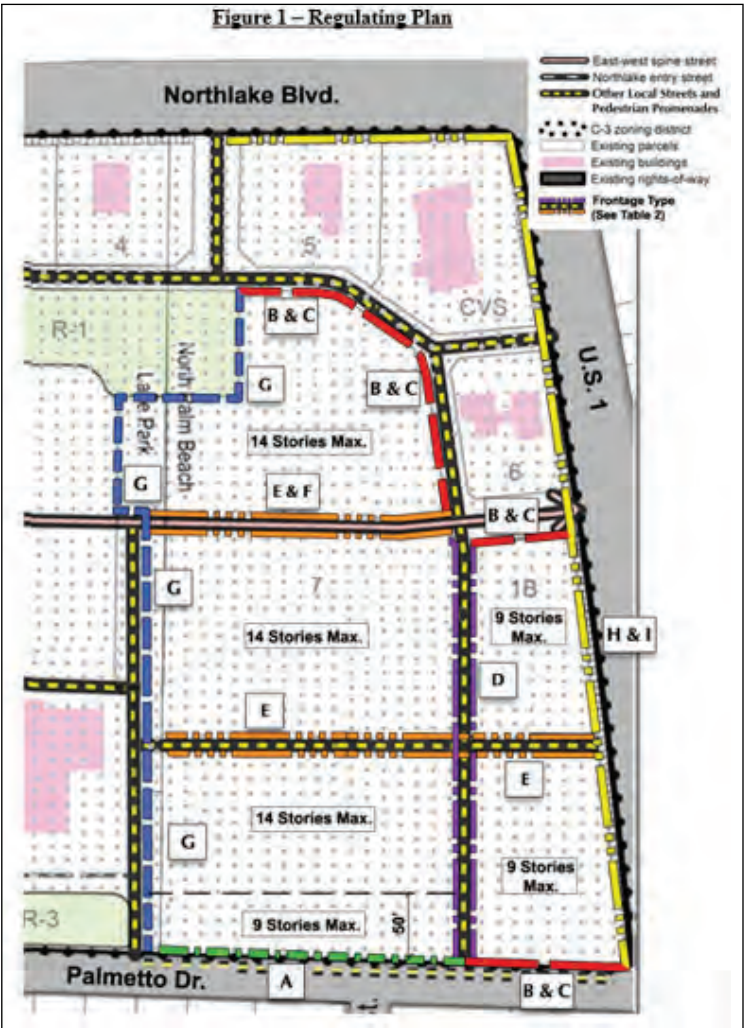 Figure 1 – Regulating Plan
East-west spine street
Northlake entry street
Other Local Streets and
Pedestrian Promenades
C-3 zoning district
Existing parcels
Existing buildings
Existing rights-of-way
Frontage Type
(See Table 2)
Northlake Blvd.
4
5
CVS
B & C
R-1
U.S. 1
Lake Park
North Palm Beach
G
B & C
14 Stories Max.
6
G
E & F
B & C
G
7
1B
14 Stories Max.
9 Stories
Max.
H & I
D
E
E
14 Stories Max.
G
9 Stories
Max.
R-3
9 Stories Max.
60'
Palmetto Dr.
A
B & C